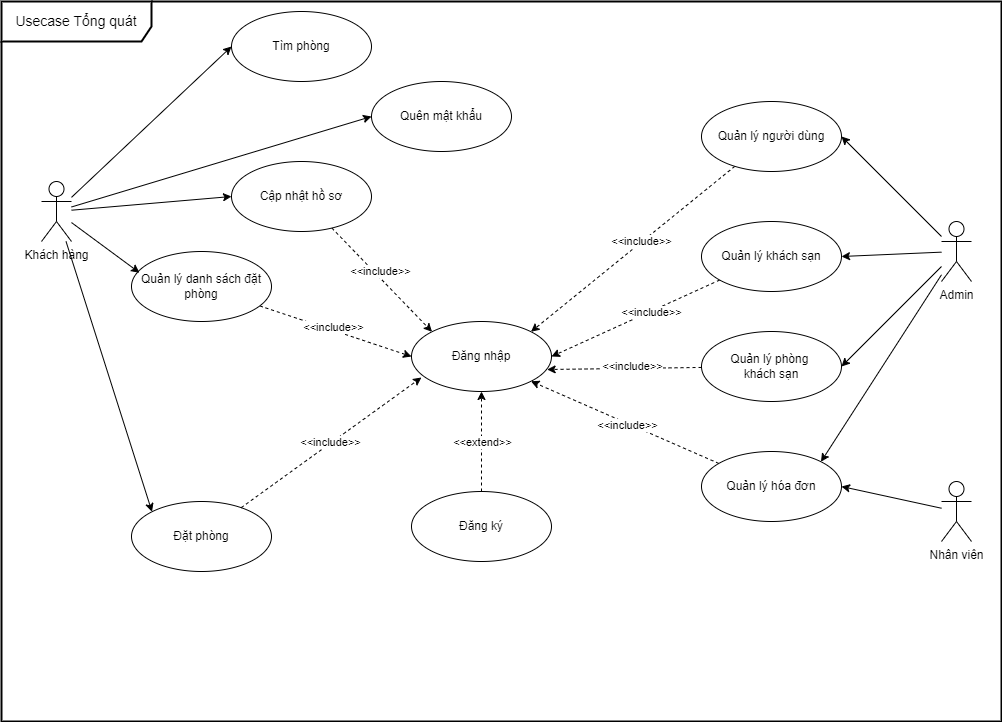 Usecase Tổng quát
Tìm phòng
Quên mật khẩu
Quản lý người dùng
Cập nhật hồ sơ
Khách hàng
<<include>>
Quản lý khách sạn
<<include>>
Quản lý danh sách đặt
phòng
Admin
<<include>>
<<include>>
Đăng nhập
Quản lý phòng
khách sạn
<<include>>
<<include>>
<<extend>>
<<include>>
Quản lý hóa đơn
Đặt phòng
Đăng ký
Nhân viên